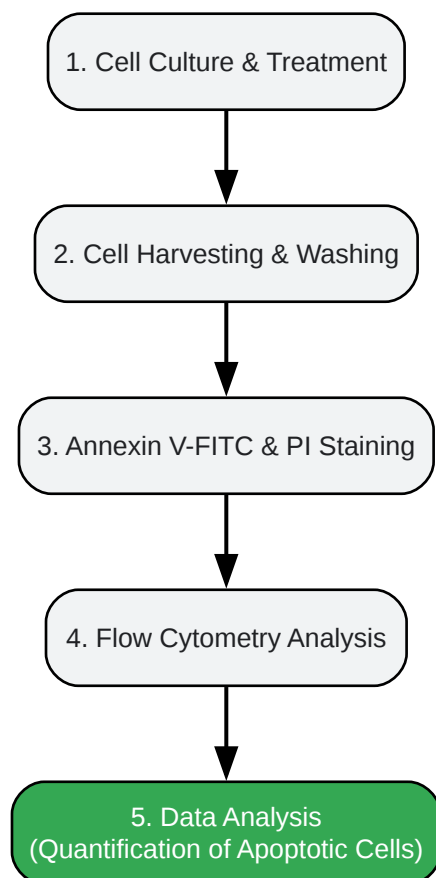 1. Cell Culture & Treatment
2. Cell Harvesting & Washing
3. Annexin V-FITC & PI Staining
4. Flow Cytometry Analysis
5. Data Analysis
(Quantification of Apoptotic Cells)